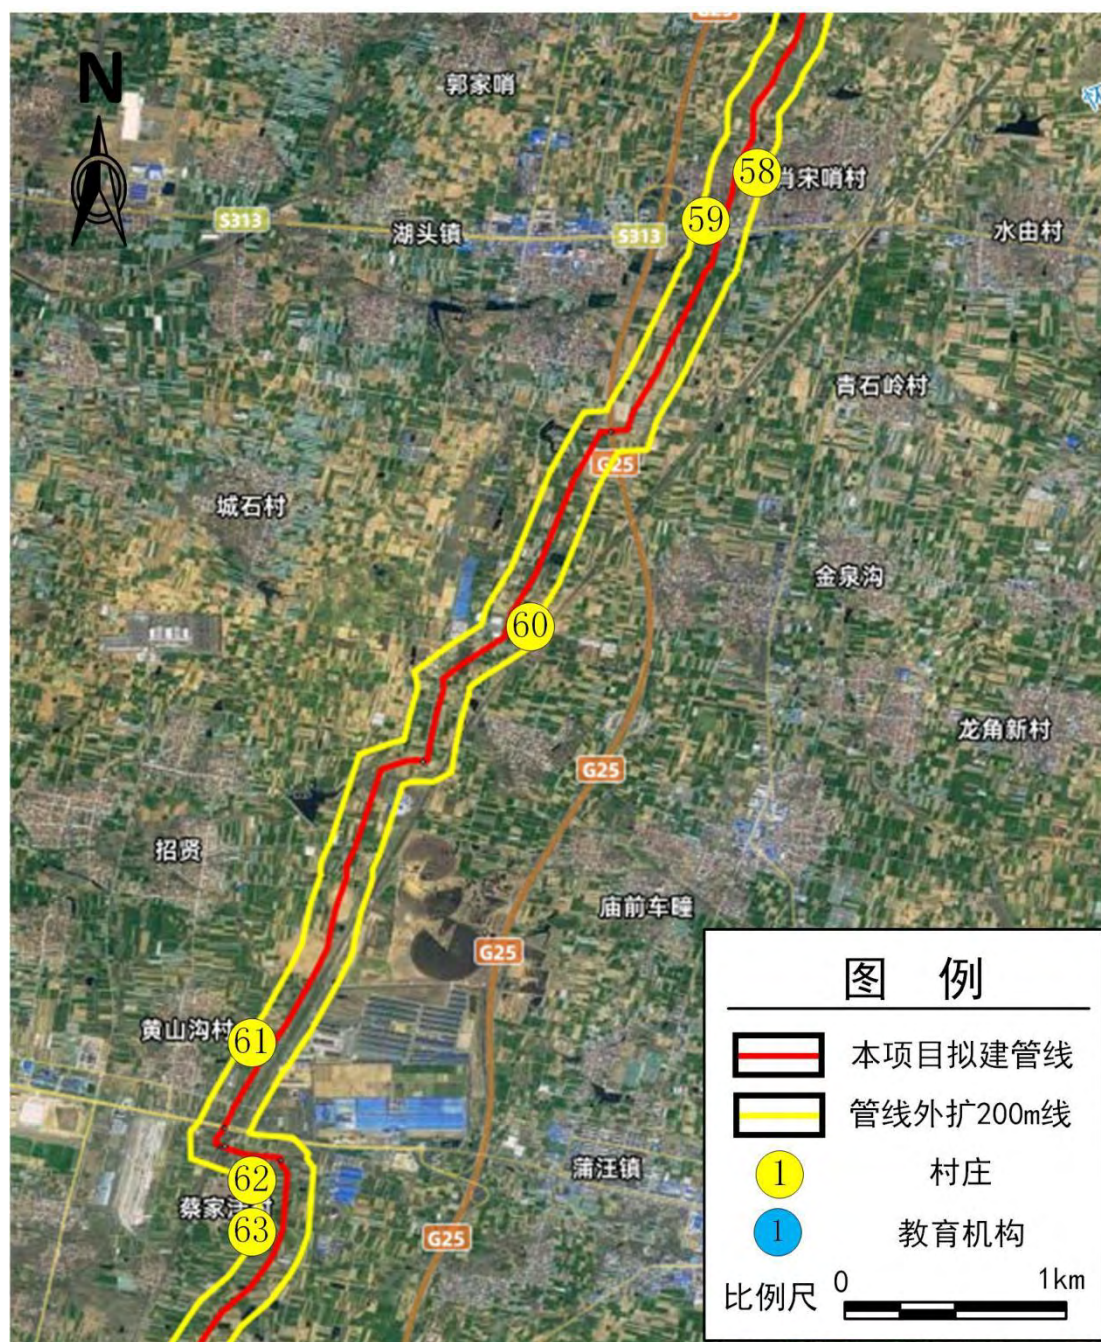 G25
N
郭家哨
58
肖宋哨村
S313
59
湖头镇
S313
水由村
青石岭村
G25
城石村
金泉沟
60
龙角新村
G25
招贤
庙前车疃
G25
图 例
黄山沟村
61
本项目拟建管线
管线外扩200m线
62
蒲汪镇
1
村庄
蔡家洼村
63
G25
1
教育机构
比例尺
0
1km